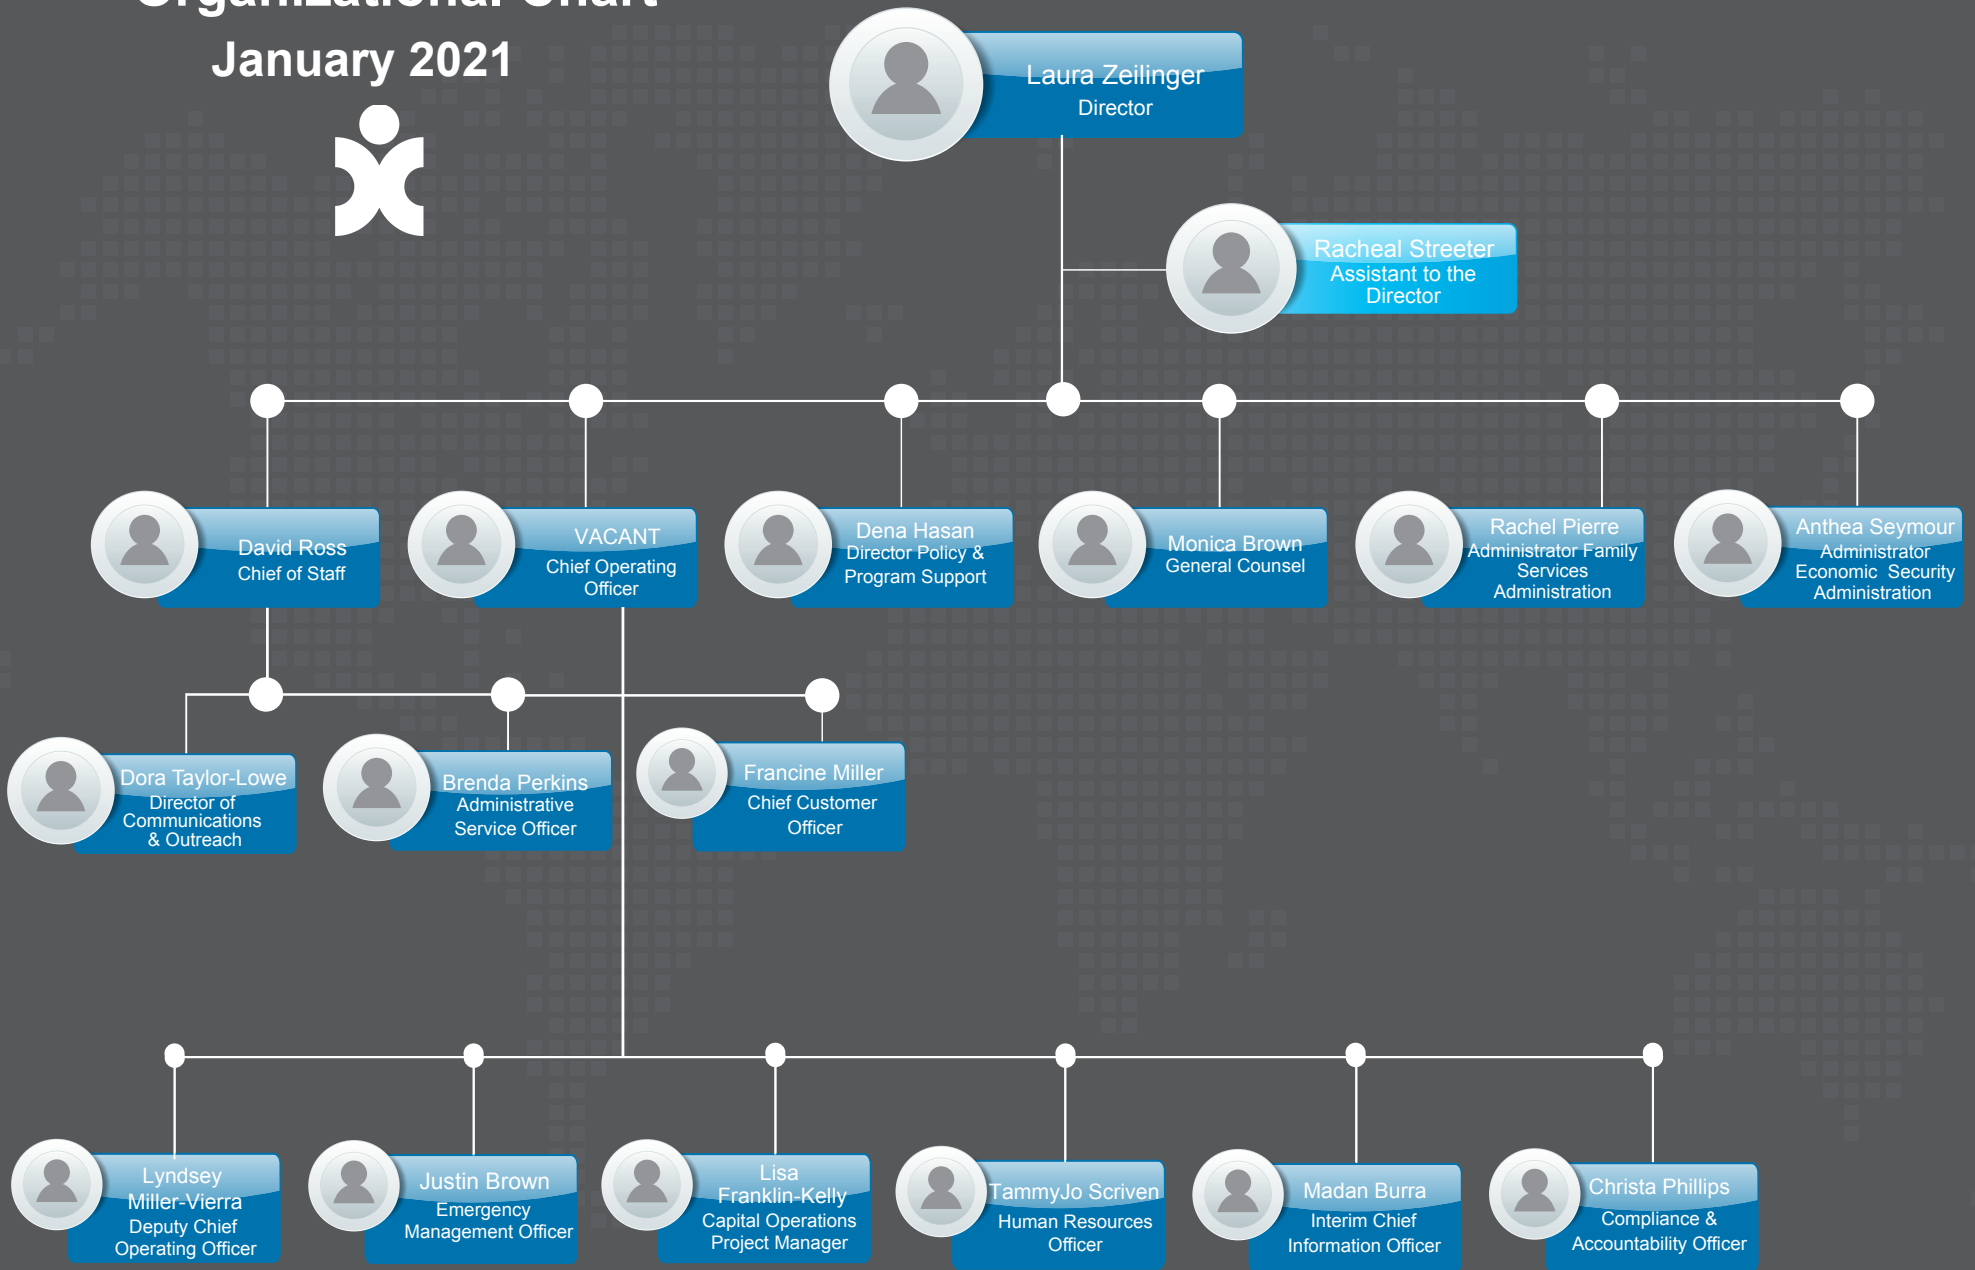 Organizational Chart
January 2021
Laura Zeilinger
Director
Racheal Streeter
Assistant to the
Director
David Ross
Chief of Staff
VACANT
Chief Operating
Officer
Dena Hasan
Director Policy &
Program Support
Monica Brown
General Counsel
Rachel Pierre
Administrator Family
Services
Administration
Anthea Seymour
Administrator
Economic Security
Administration
Dora Taylor-Lowe
Director of
Communications
& Outreach
Brenda Perkins
Administrative
Service Officer
Francine Miller
Chief Customer
Officer
Lyndsey
Miller-Vierra
Deputy Chief
Operating Officer
Justin Brown
Emergency
Management Officer
Lisa
Franklin-Kelly
Capital Operations
Project Manager
TammyJo Scriven
Human Resources
Officer
Madan Burra
Interim Chief
Information Officer
Christa Phillips
Compliance &
Accountability Officer